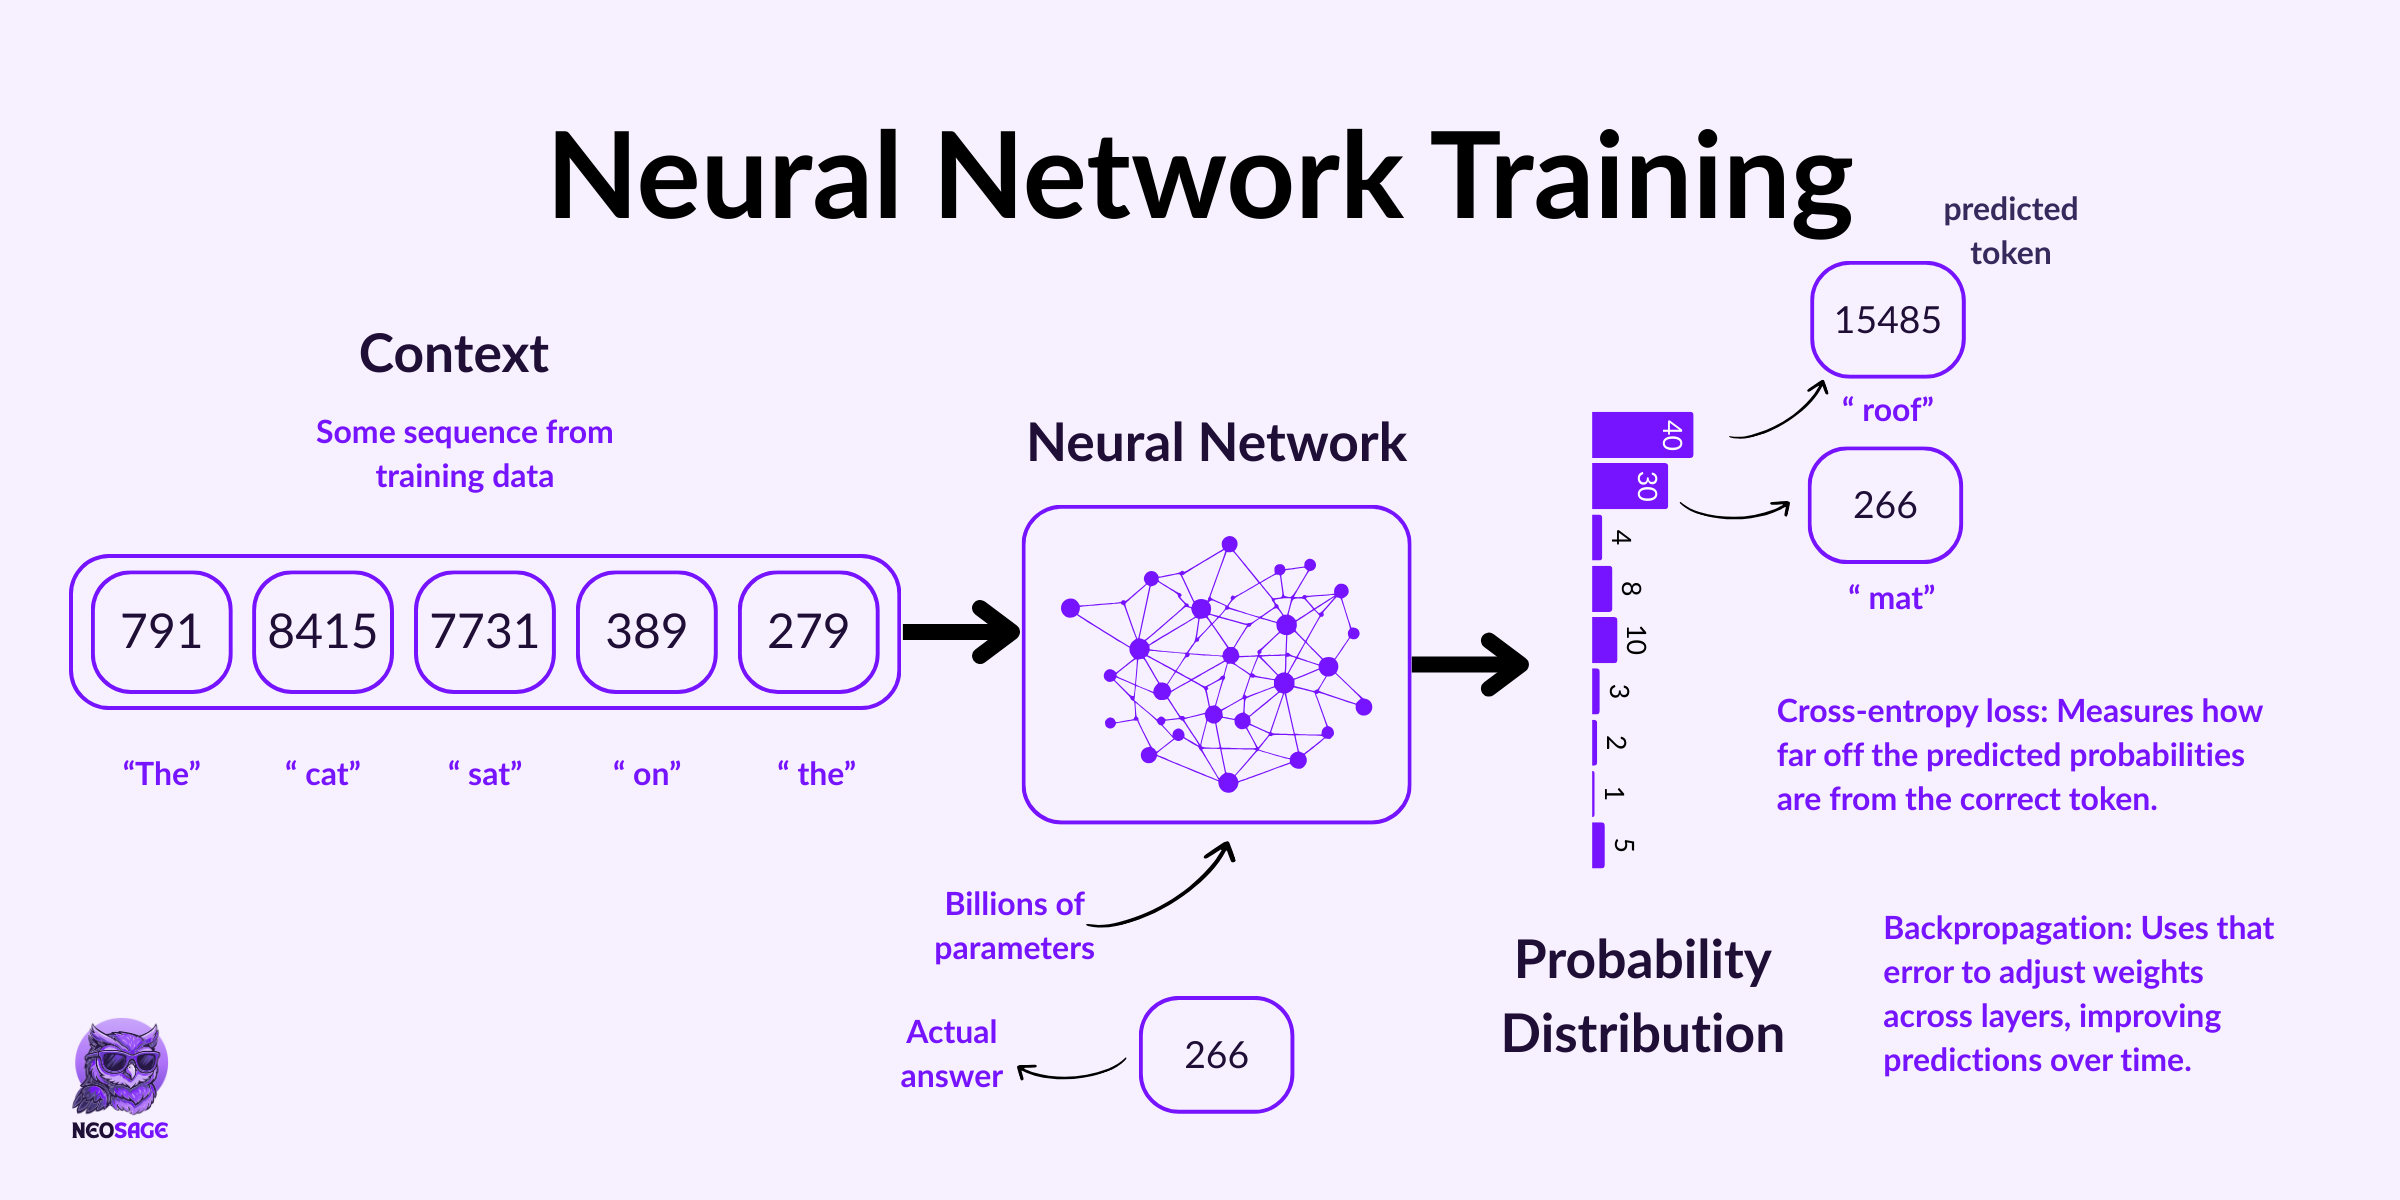 Neural Network Training
predicted
token
15485
“ roof”
266
“ mat”
Context
Some sequence from
training data
791 8415 7731 389 279
“The” “ cat” “ sat” “ on” “ the”
Neural Network
Billions of
parameters
Actual
answer
266
40
30
4
8
10
3
2
1
5
Probability
Distribution
Cross-entropy loss: Measures how
far off the predicted probabilities
are from the correct token.
Backpropagation: Uses that
error to adjust weights
across layers, improving
predictions over time.
NEOSAGE